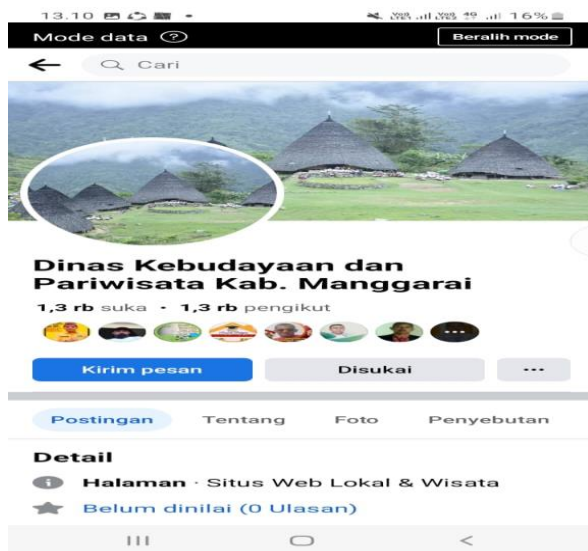 13.10
4G 16%
Mode data ? Beralih mode
Cari
Dinas Kebudayaan dan
Pariwisata Kab. Manggarai
1,3 rb suka • 1,3 rb pengikut
Kirim pesan Disukai ...
Postingan Tentang Foto Penyebutan
Detail
Halaman · Situs Web Lokal & Wisata
Belum dinilai (0 Ulasan)